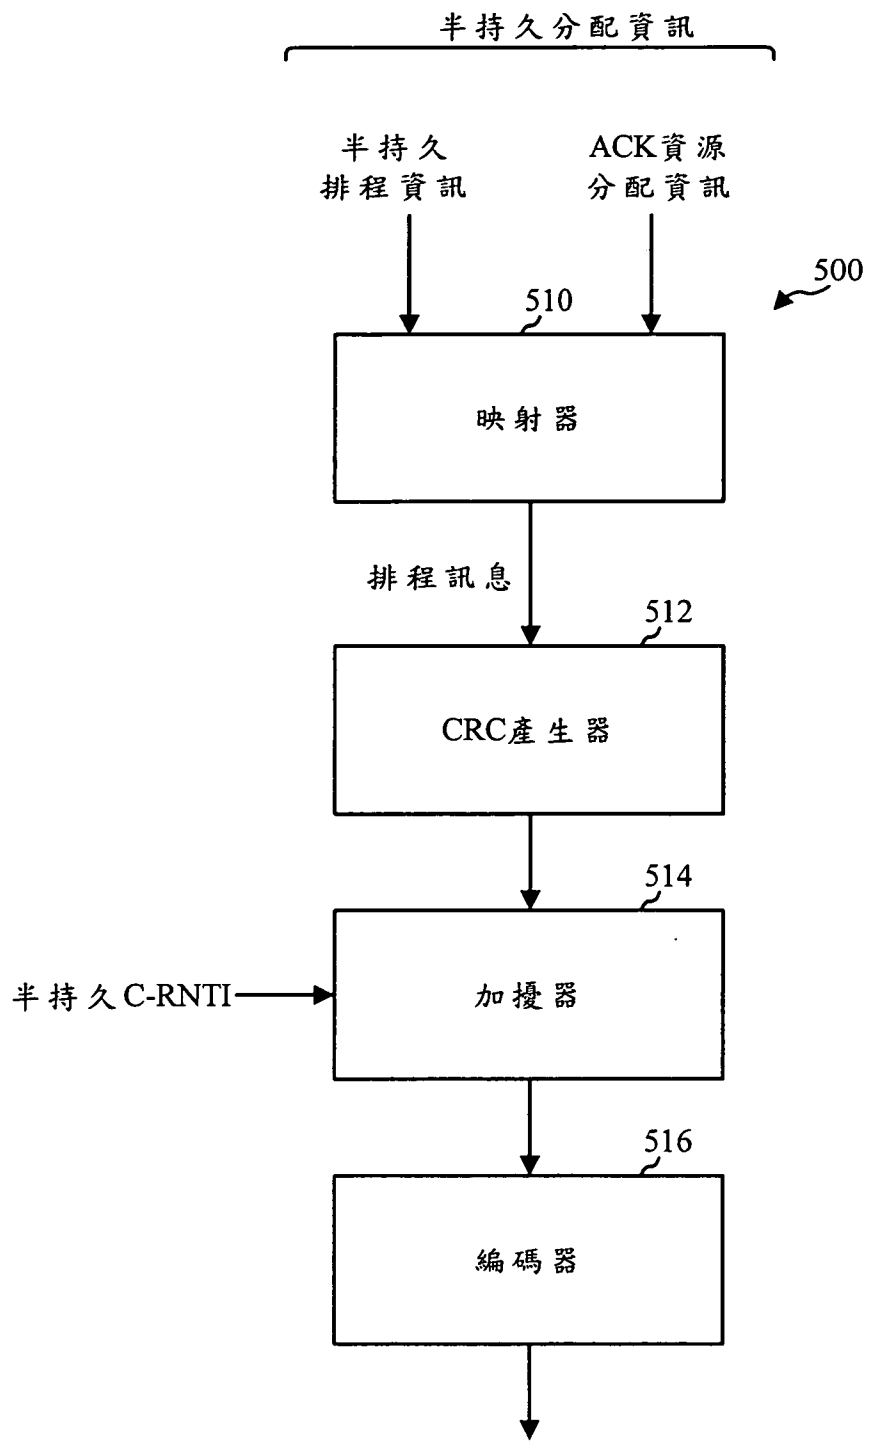 半持久分配資訊
半持久
排程資訊
ACK資源
分配資訊
500
510
映射器
排程訊息
512
CRC產生器
514
半持久C-RNTI
加擾器
516
編碼器